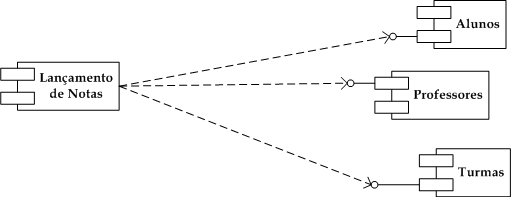 Alunos
Lançamento
de Notas
Professores
Turmas